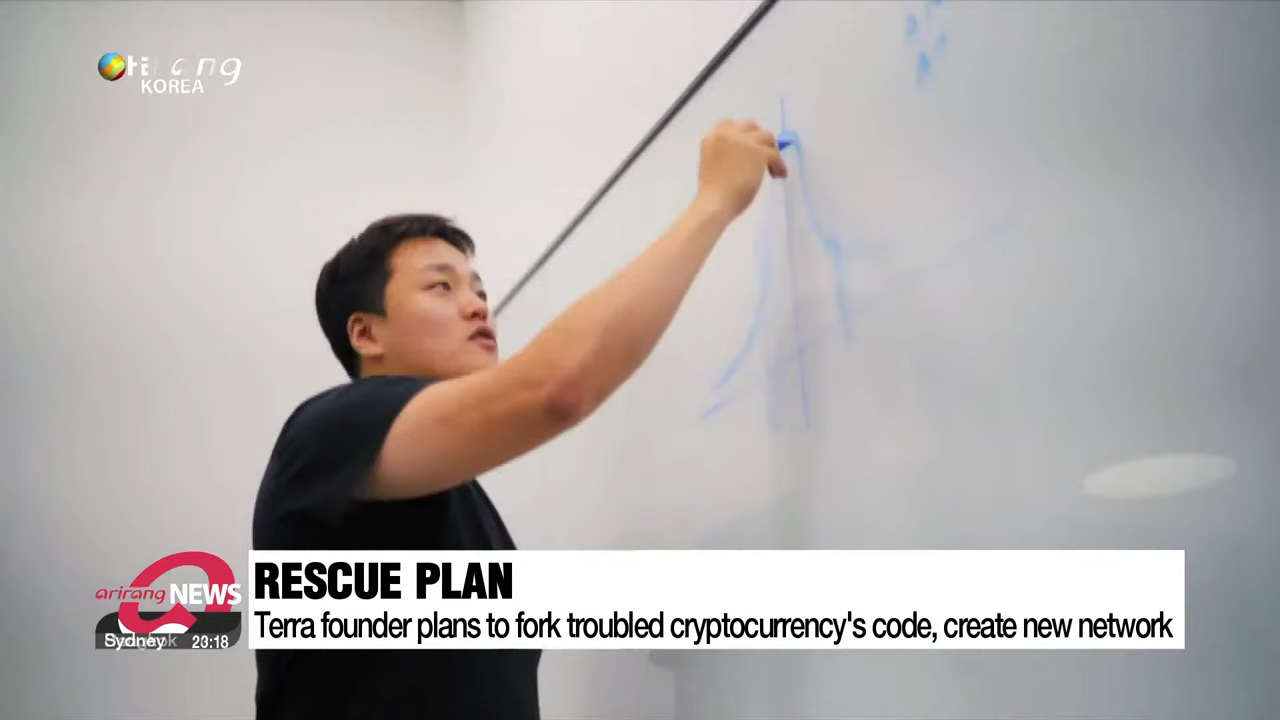 KOREA
RESCUE PLAN
arirang NEWS
Terra founder plans to fork troubled cryptocurrency's code, create new network
Sydney 23:18